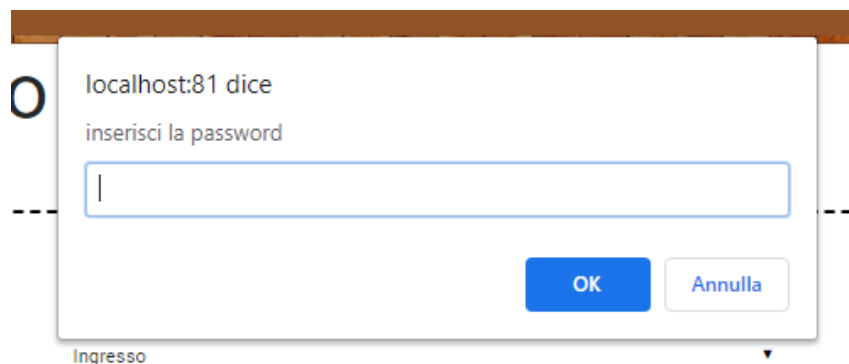 o
localhost:81 dice
inserisci la password
OK Annulla
Ingresso